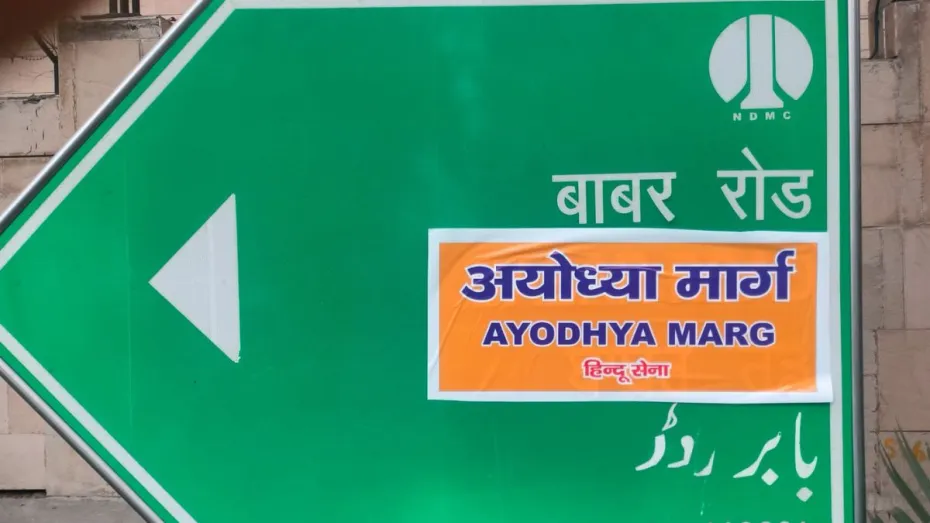 NDMC
बाबर रोड
अयोध्या मार्ग
AYODHYA MARG
हिन्दू सेना
بابر روڈ